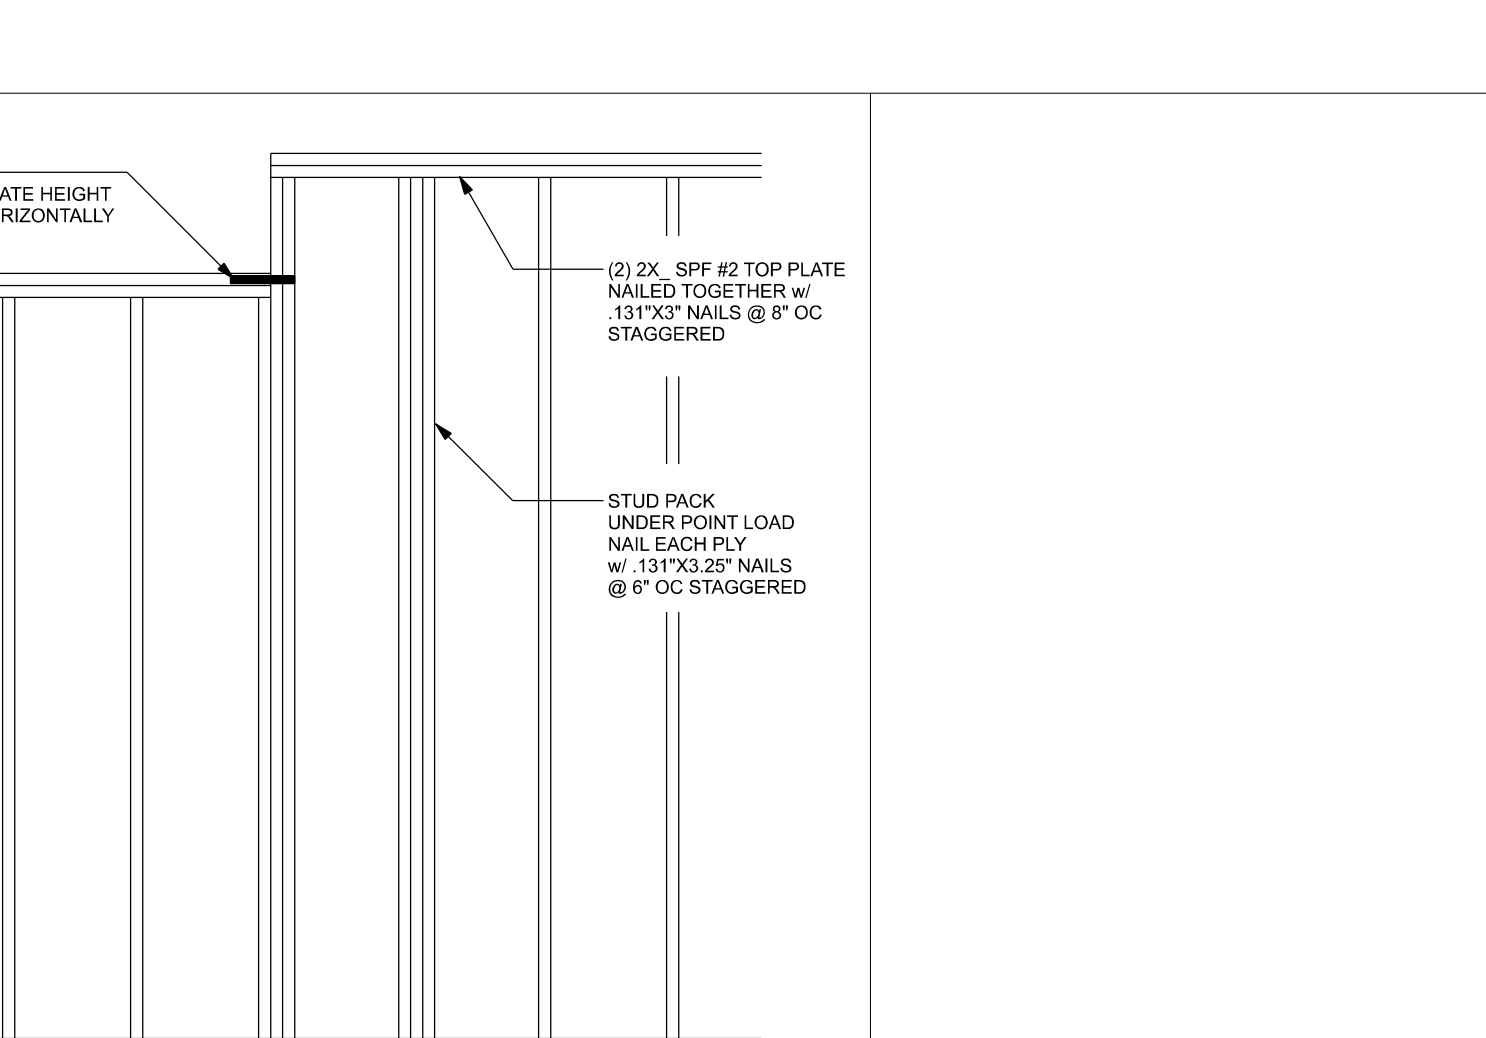 ATE HEIGHT
RIZONTALLY
(2) 2X_ SPF #2 TOP PLATE
NAILED TOGETHER w/
.131"X3" NAILS @ 8" OC
STAGGERED
STUD PACK
UNDER POINT LOAD
NAIL EACH PLY
w/ .131"X3.25" NAILS
@ 6" OC STAGGERED